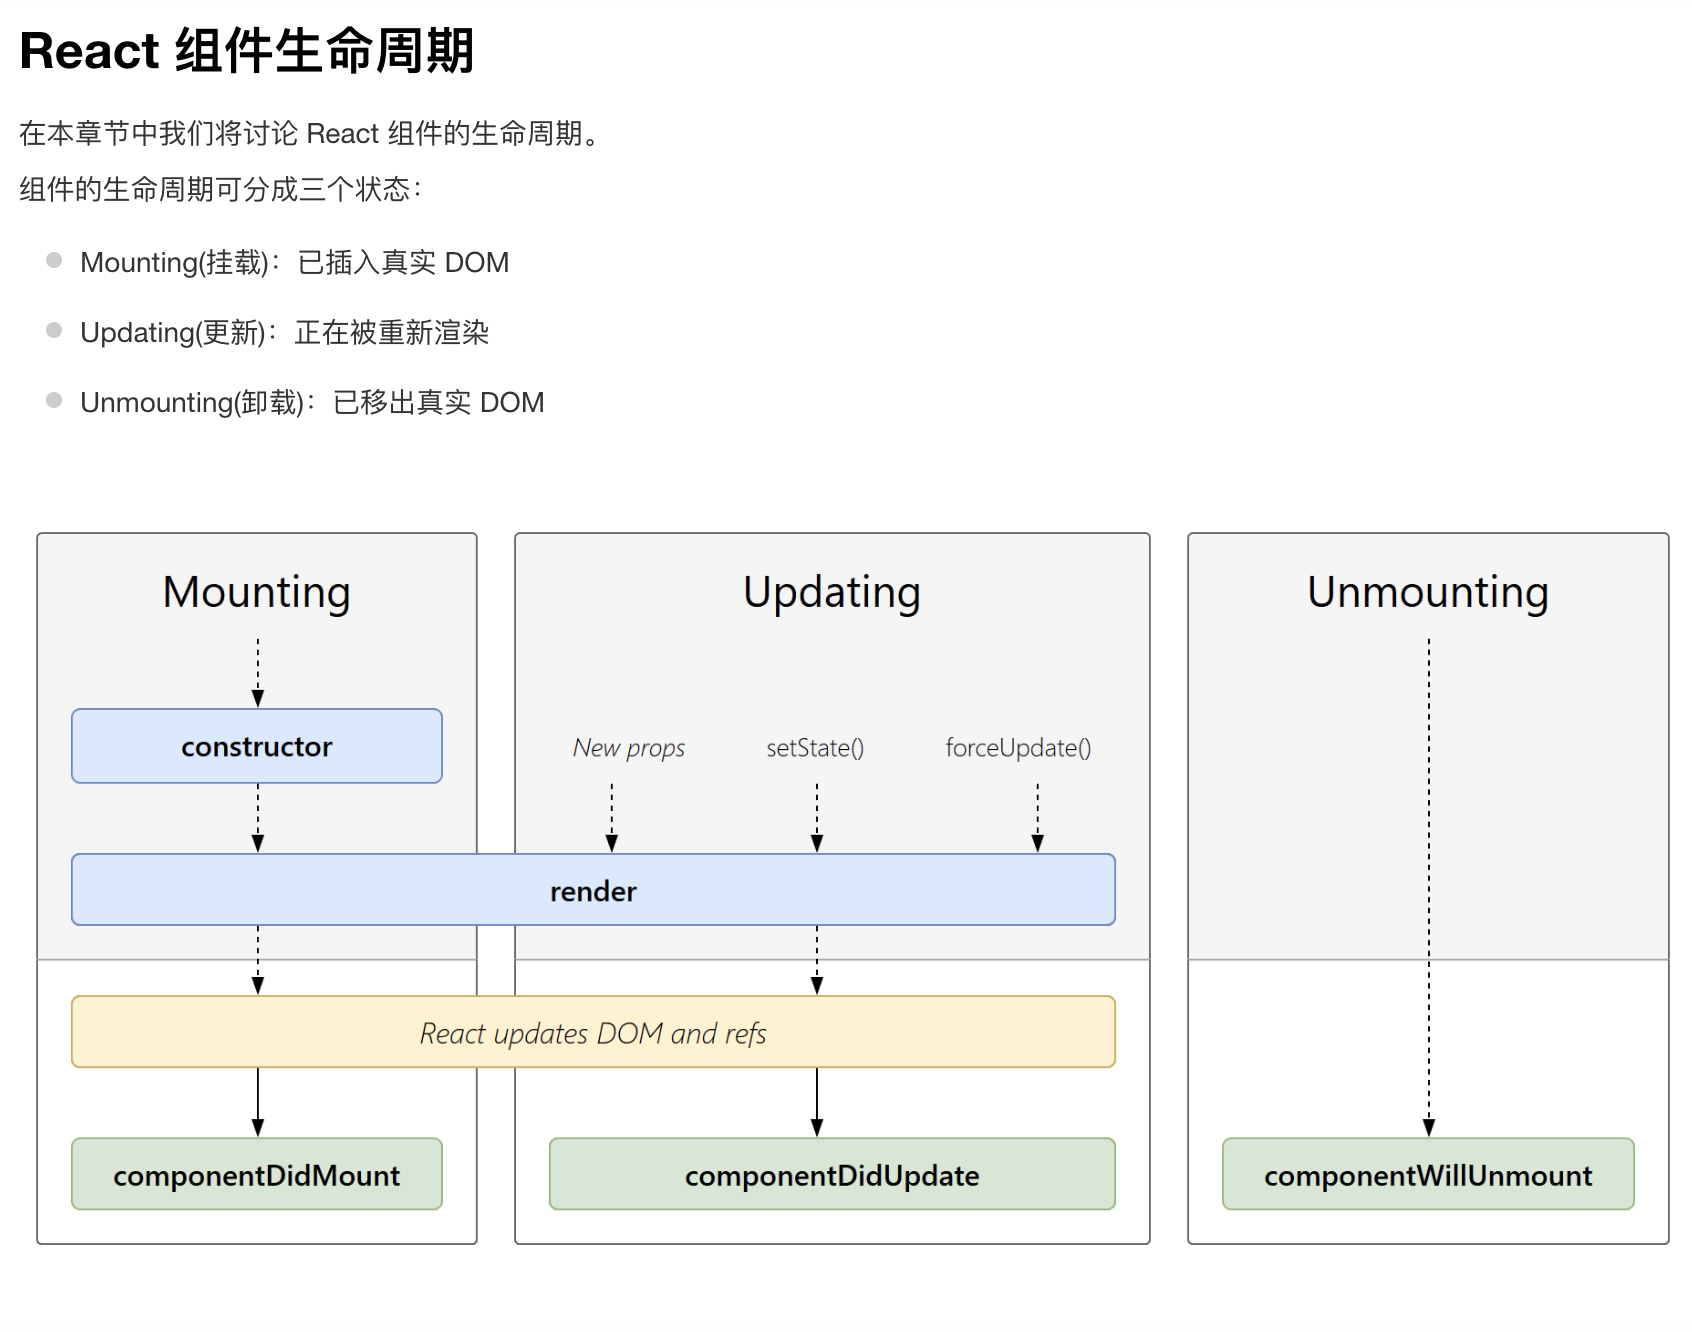 React 组件生命周期
在本章节中我们将讨论 React 组件的生命周期。
组件的生命周期可分成三个状态：
Mounting(挂载)：已插入真实 DOM
Updating(更新)：正在被重新渲染
Unmounting(卸载)：已移出真实 DOM
Mounting
Updating
Unmounting
constructor
New props
setState()
forceUpdate()
render
React updates DOM and refs
componentDidMount
componentDidUpdate
componentWillUnmount